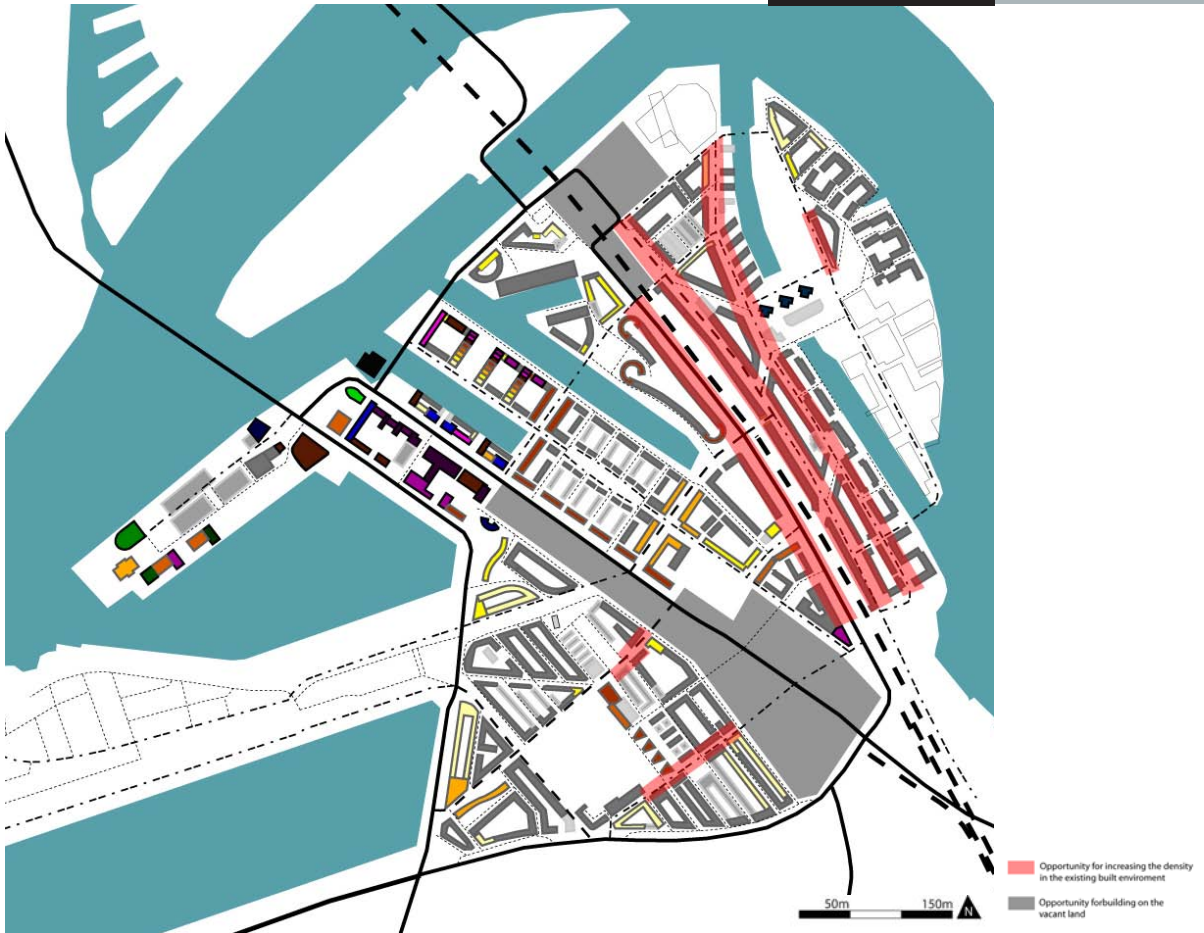 50m
150m
N
Opportunity for increasing the density
in the existing built enviroment
Opportunity forbuilding on the
vacant land